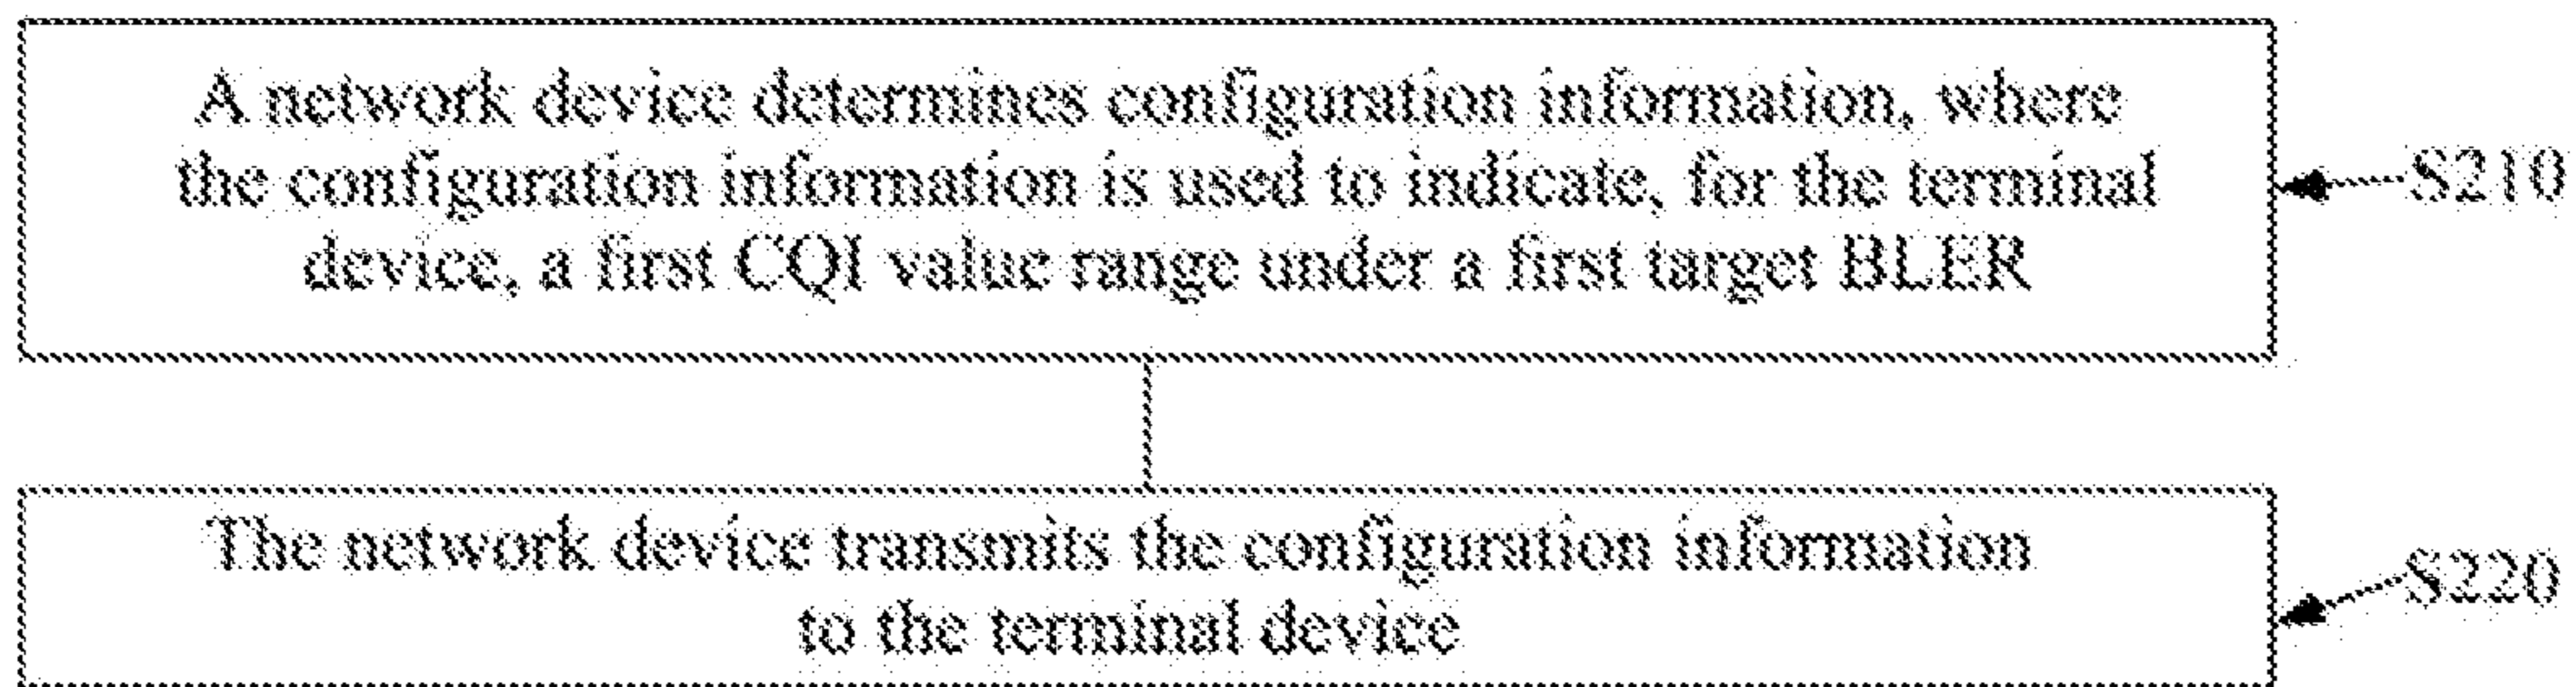 A network device determines configuration information, where
the configuration information is used to indicate, for the terminal
device, a first CQI value range under a first target BLER
S210
The network device transmits the configuration information
to the terminal device
S220